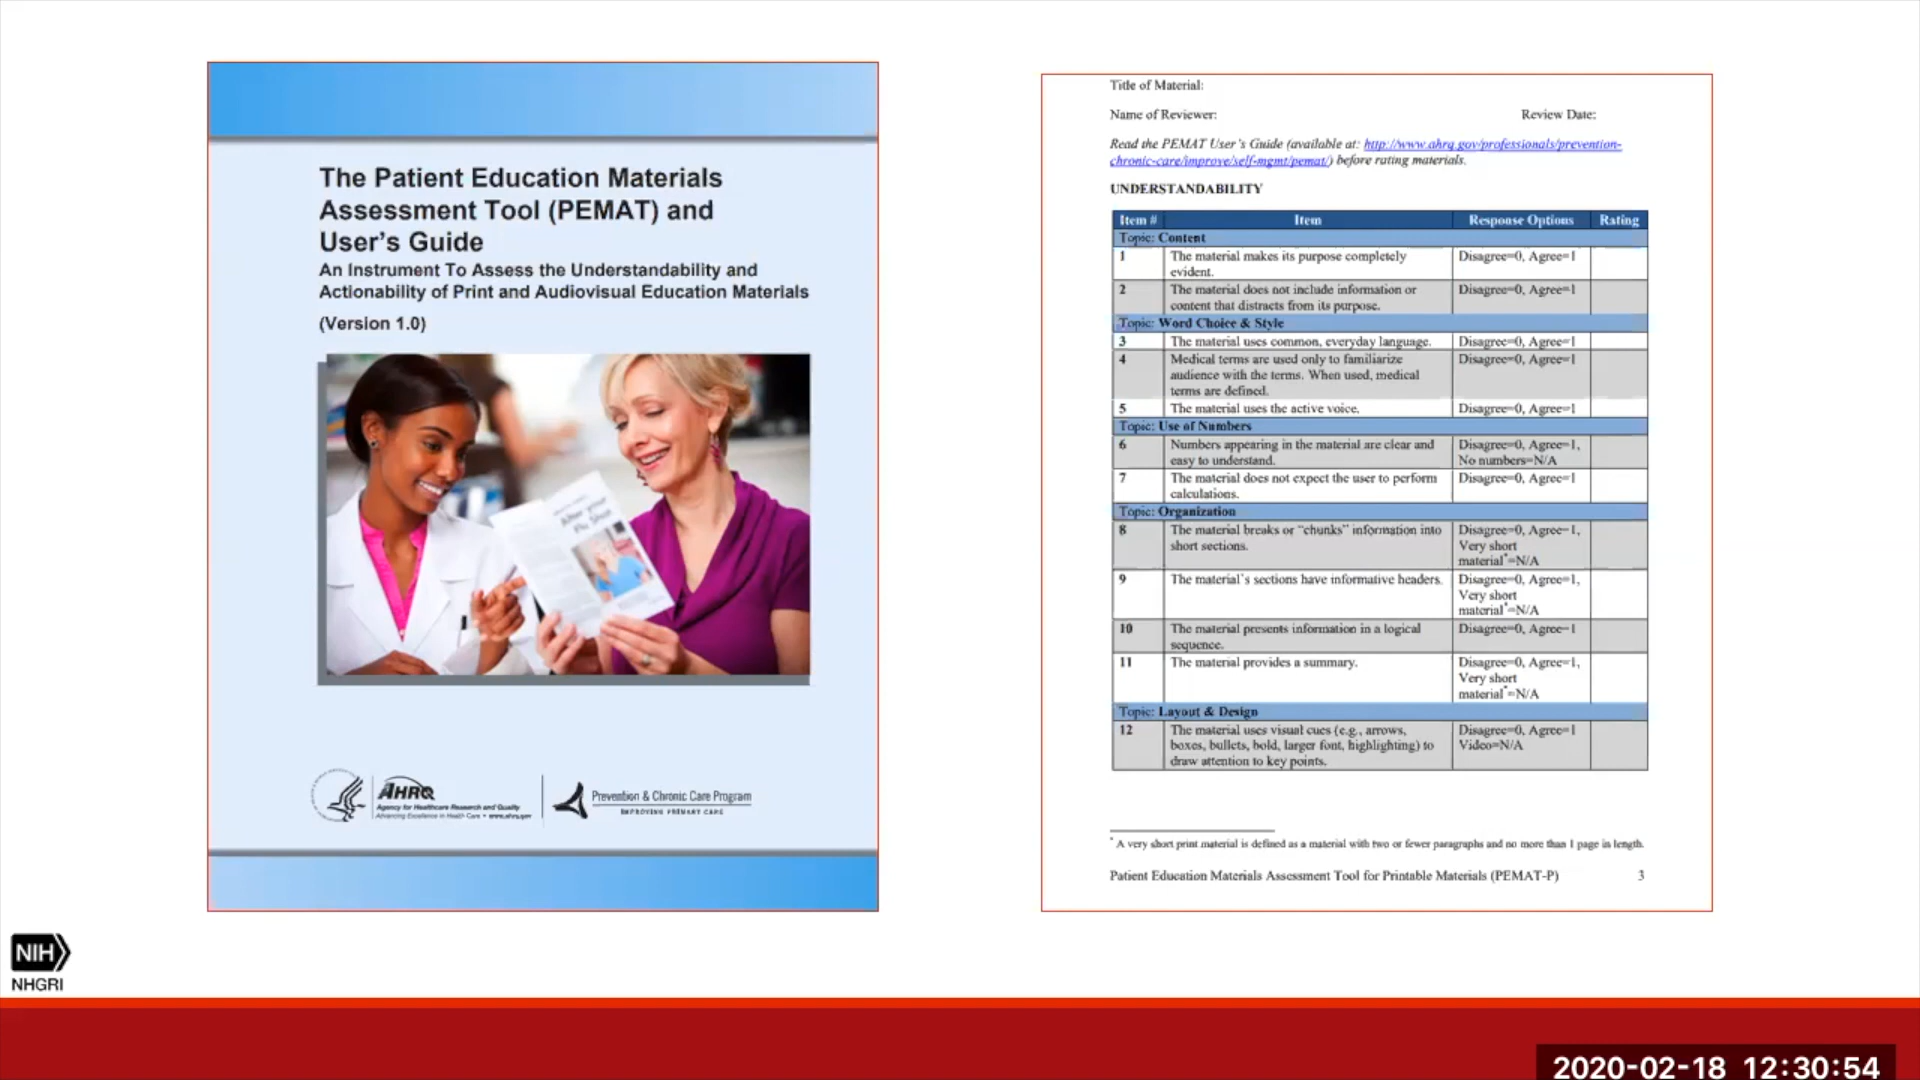 The Patient Education Materials
Assessment Tool (PEMAT) and
User's Guide
An Instrument To Assess the Understandability and
Actionability of Print and Audiovisual Education Materials
(Version 1.0)
After your
Flu Shot
AHRQ
Agency for Healthcare Research and Quality
Advancing Excellence in Health Care • www.ahrq.gov
Prevention & Chronic Care Program
IMPROVING PRIMARY CARE
Title of Material:
Name of Reviewer: Review Date:
Read the PEMAT User's Guide (available at: http://www.ahrq.gov/professionals/prevention-
chronic-care/improve/self-mgmt/pemat/) before rating materials.
UNDERSTANDABILITY
Item # Item Response Options Rating
Topic: Content
1 The material makes its purpose completely Disagree=0, Agree=1
evident.
2 The material does not include information or Disagree=0, Agree=1
content that distracts from its purpose.
Topic: Word Choice & Style
3 The material uses common, everyday language. Disagree=0, Agree=1
4 Medical terms are used only to familiarize Disagree=0, Agree=1
audience with the terms. When used, medical
terms are defined.
5 The material uses the active voice. Disagree=0, Agree=1
Topic: Use of Numbers
6 Numbers appearing in the material are clear and Disagree=0, Agree=1,
easy to understand. No numbers=N/A
7 The material does not expect the user to perform Disagree=0, Agree=1
calculations.
Topic: Organization
8 The material breaks or "chunks" information into Disagree=0, Agree=1,
short sections. Very short
material*=N/A
9 The material's sections have informative headers. Disagree=0, Agree=1,
Very short
material*=N/A
10 The material presents information in a logical Disagree=0, Agree=1
sequence.
11 The material provides a summary. Disagree=0, Agree=1,
Very short
material*=N/A
Topic: Layout & Design
12 The material uses visual cues (e.g., arrows, Disagree=0, Agree=1
boxes, bullets, bold, larger font, highlighting) to Video=N/A
draw attention to key points.
* A very short print material is defined as a material with two or fewer paragraphs and no more than 1 page in length.
Patient Education Materials Assessment Tool for Printable Materials (PEMAT-P) 3
NIH
NHGRI
2020-02-18 12:30:54